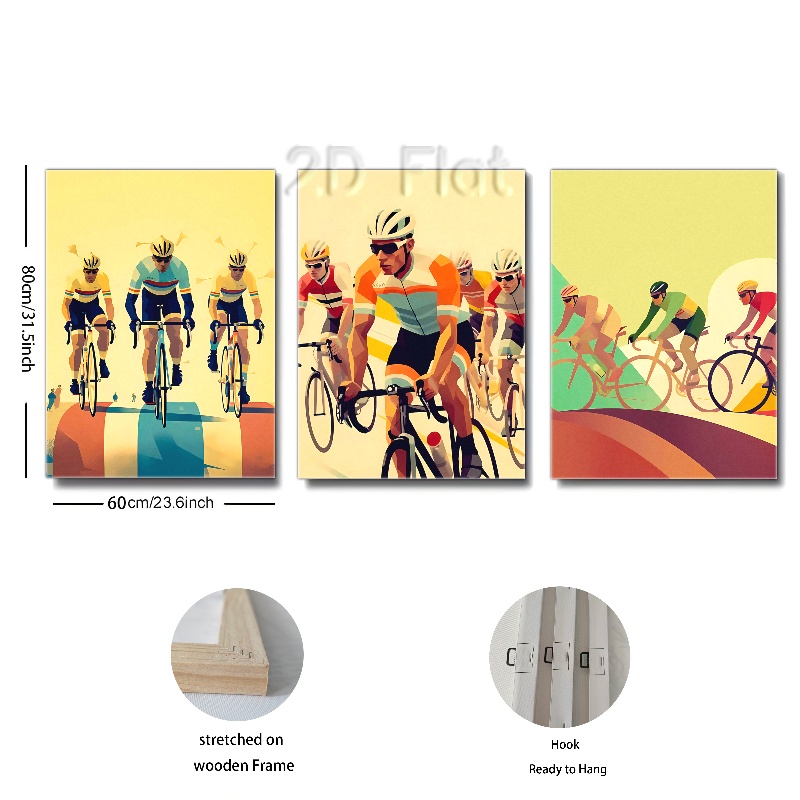 2D Flat
80cm/31.5inch
60cm/23.6inch
stretched on
wooden Frame
Hook
Ready to Hang